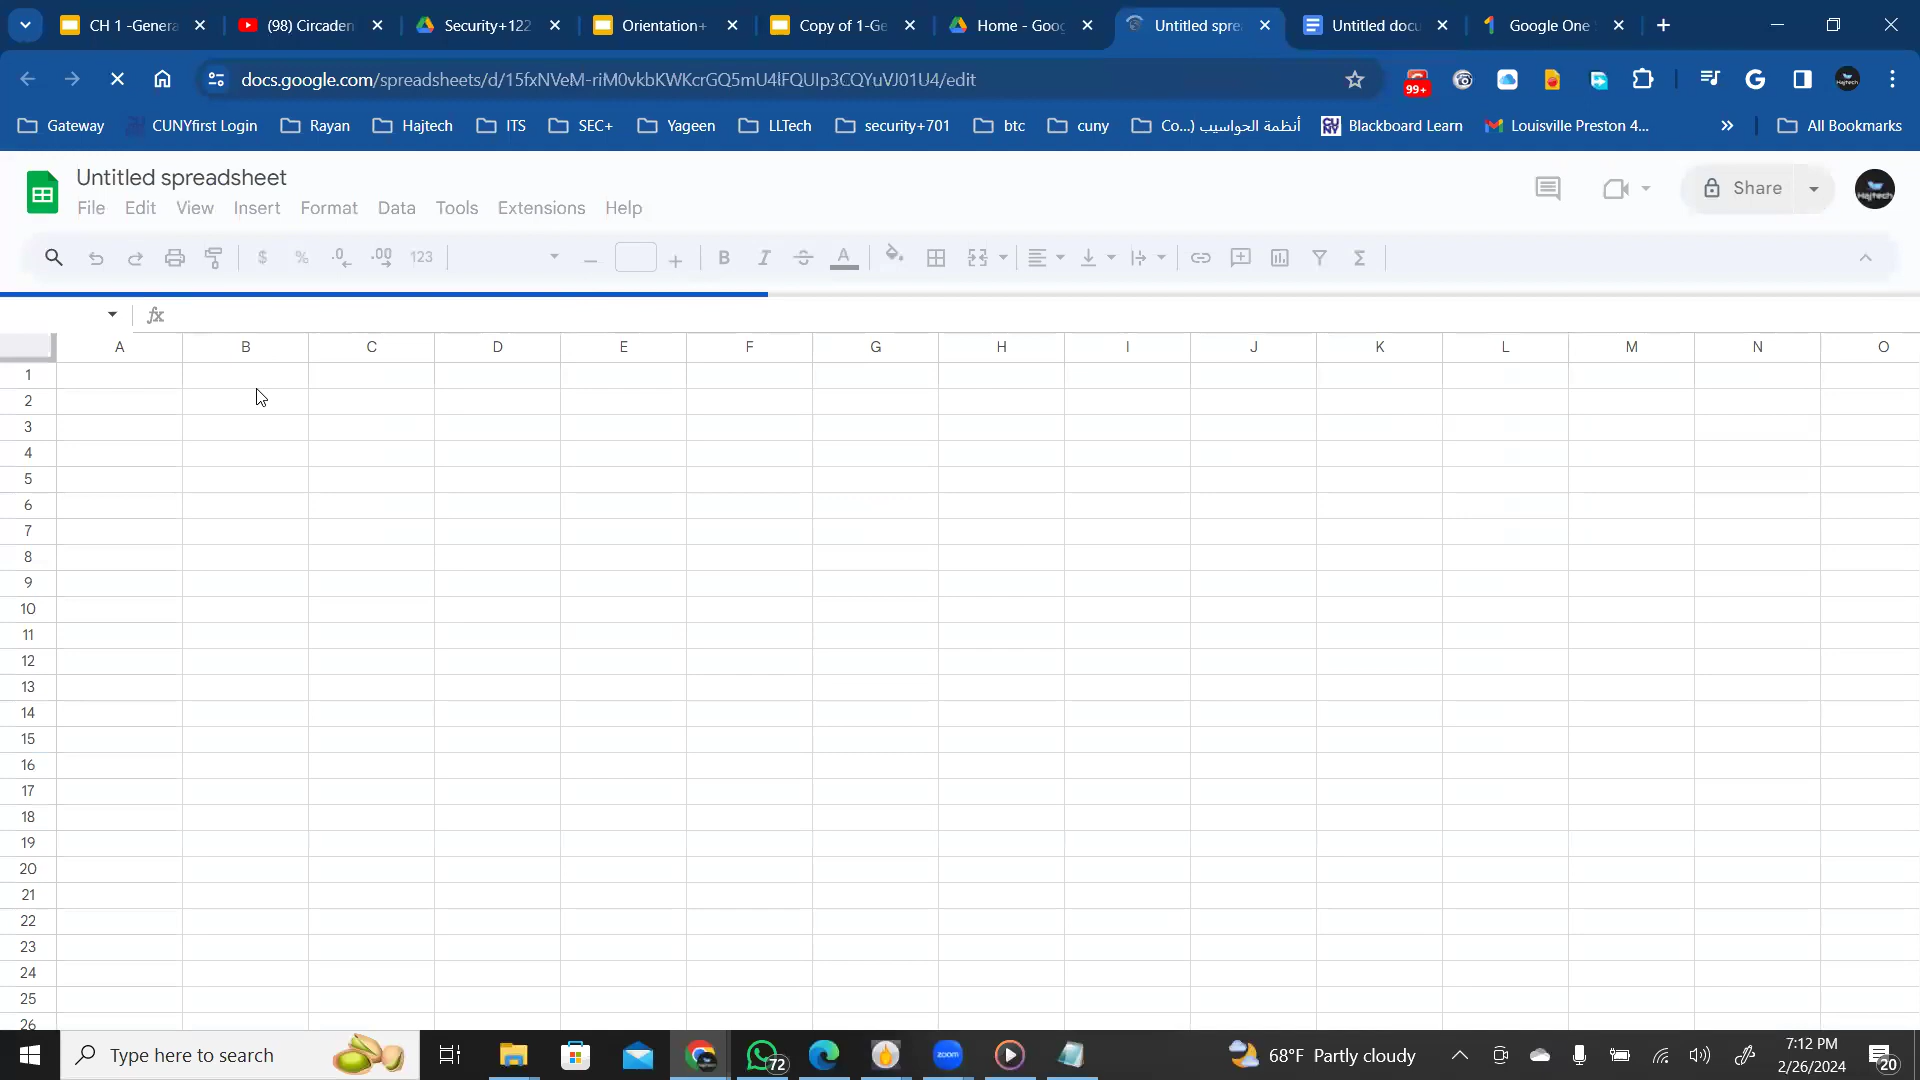 CH 1 -Genera
(98) Circaden
Security+122
Orientation+
Copy of 1-Ge
Home - Goog
Untitled spre
Untitled docu
Google One
docs.google.com/spreadsheets/d/15fxNVeM-riM0vkbKWKcrGQ5mU4lFQUIp3CQYuVJ01U4/edit
99+
Gateway CUNYfirst Login Rayan Hajtech ITS SEC+ Yageen LLTech security+701 btc cuny أنظمة الحواسيب (Co... Blackboard Learn Louisville Preston 4... All Bookmarks
Untitled spreadsheet
File Edit View Insert Format Data Tools Extensions Help
Share
Hajtech
$ % .0 .00 123 B I S A Σ
fx
A B C D E F G H I J K L M N O
1
2
3
4
5
6
7
8
9
10
11
12
13
14
15
16
17
18
19
20
21
22
23
24
25
26
Type here to search
72
zoom
68°F Partly cloudy
7:12 PM
2/26/2024
20